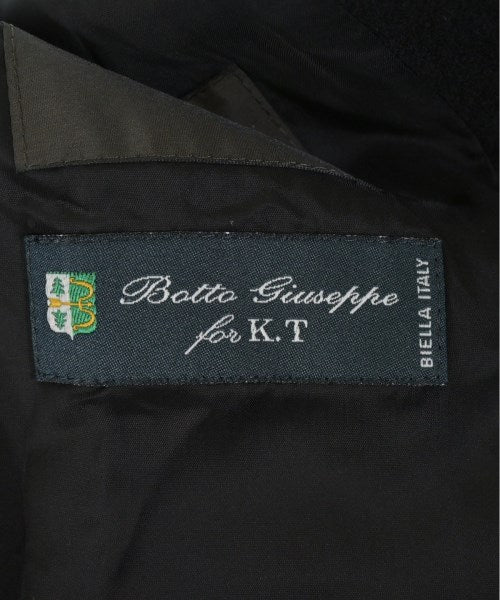 Botto Giuseppe
for K.T
BIELLA ITALY